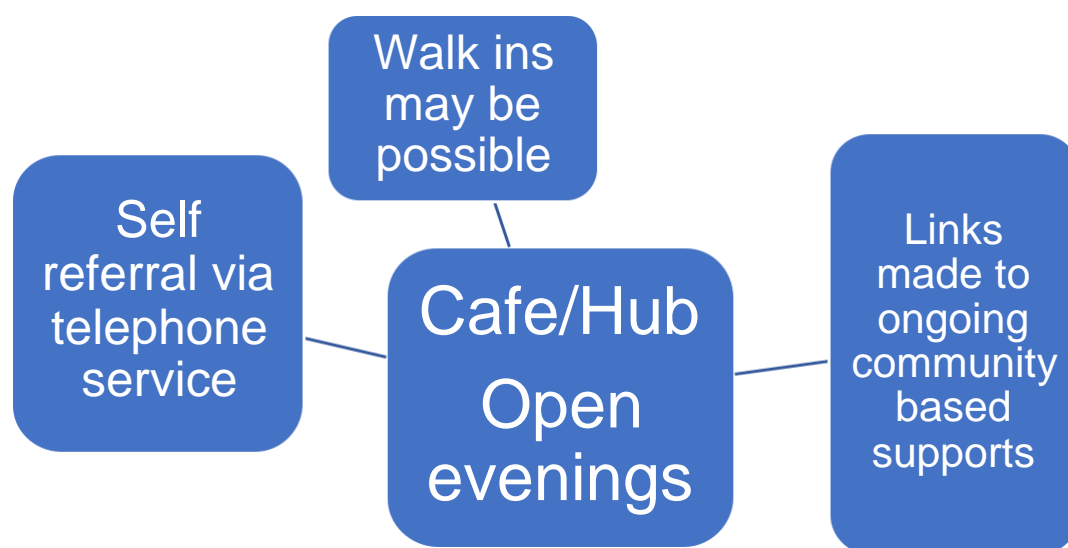 Walk ins
may be
possible
Self
referral via
telephone
service
Cafe/Hub
Open
evenings
Links
made to
ongoing
community
based
supports